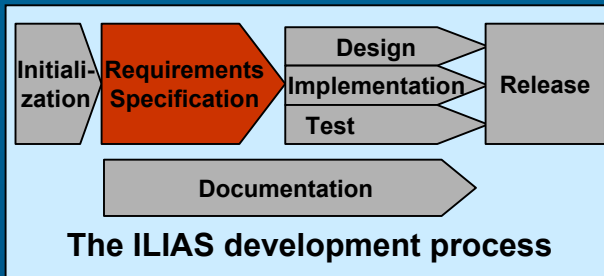 Initiali-
zation
Requirements
Specification
Design
Implementation
Test
Release
Documentation
The ILIAS development process